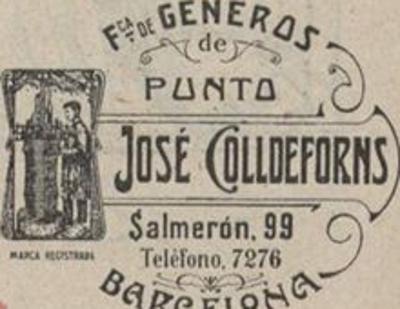 FCA DE GENEROS
de
PUNTO
JOSÉ COLLDEFORNS
Salmerón, 99
Teléfono, 7276
BARCELONA
MARCA REGISTRADA